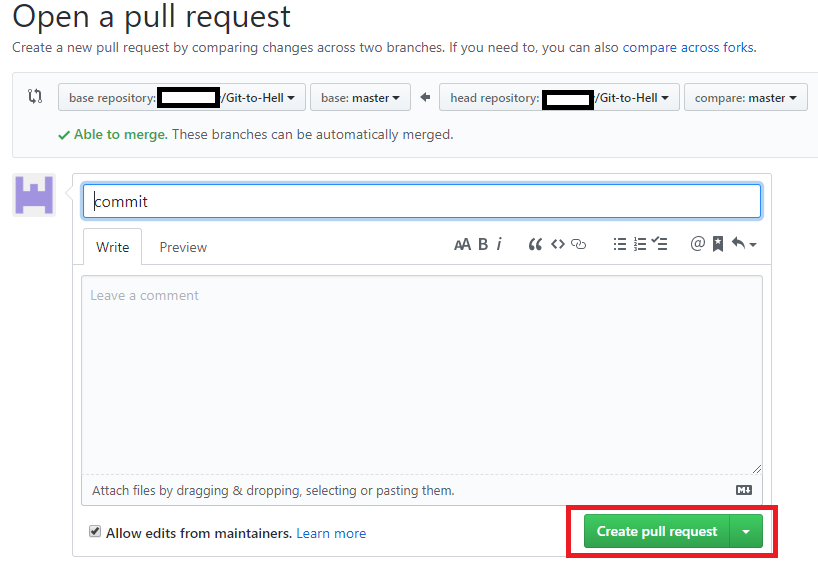 Open a pull request
Create a new pull request by comparing changes across two branches. If you need to, you can also compare across forks.
base repository: /Git-to-Hell base: master head repository: /Git-to-Hell compare: master
Able to merge. These branches can be automatically merged.
commit
Write Preview AA B i @
Leave a comment
Attach files by dragging & dropping, selecting or pasting them. M
Allow edits from maintainers. Learn more Create pull request